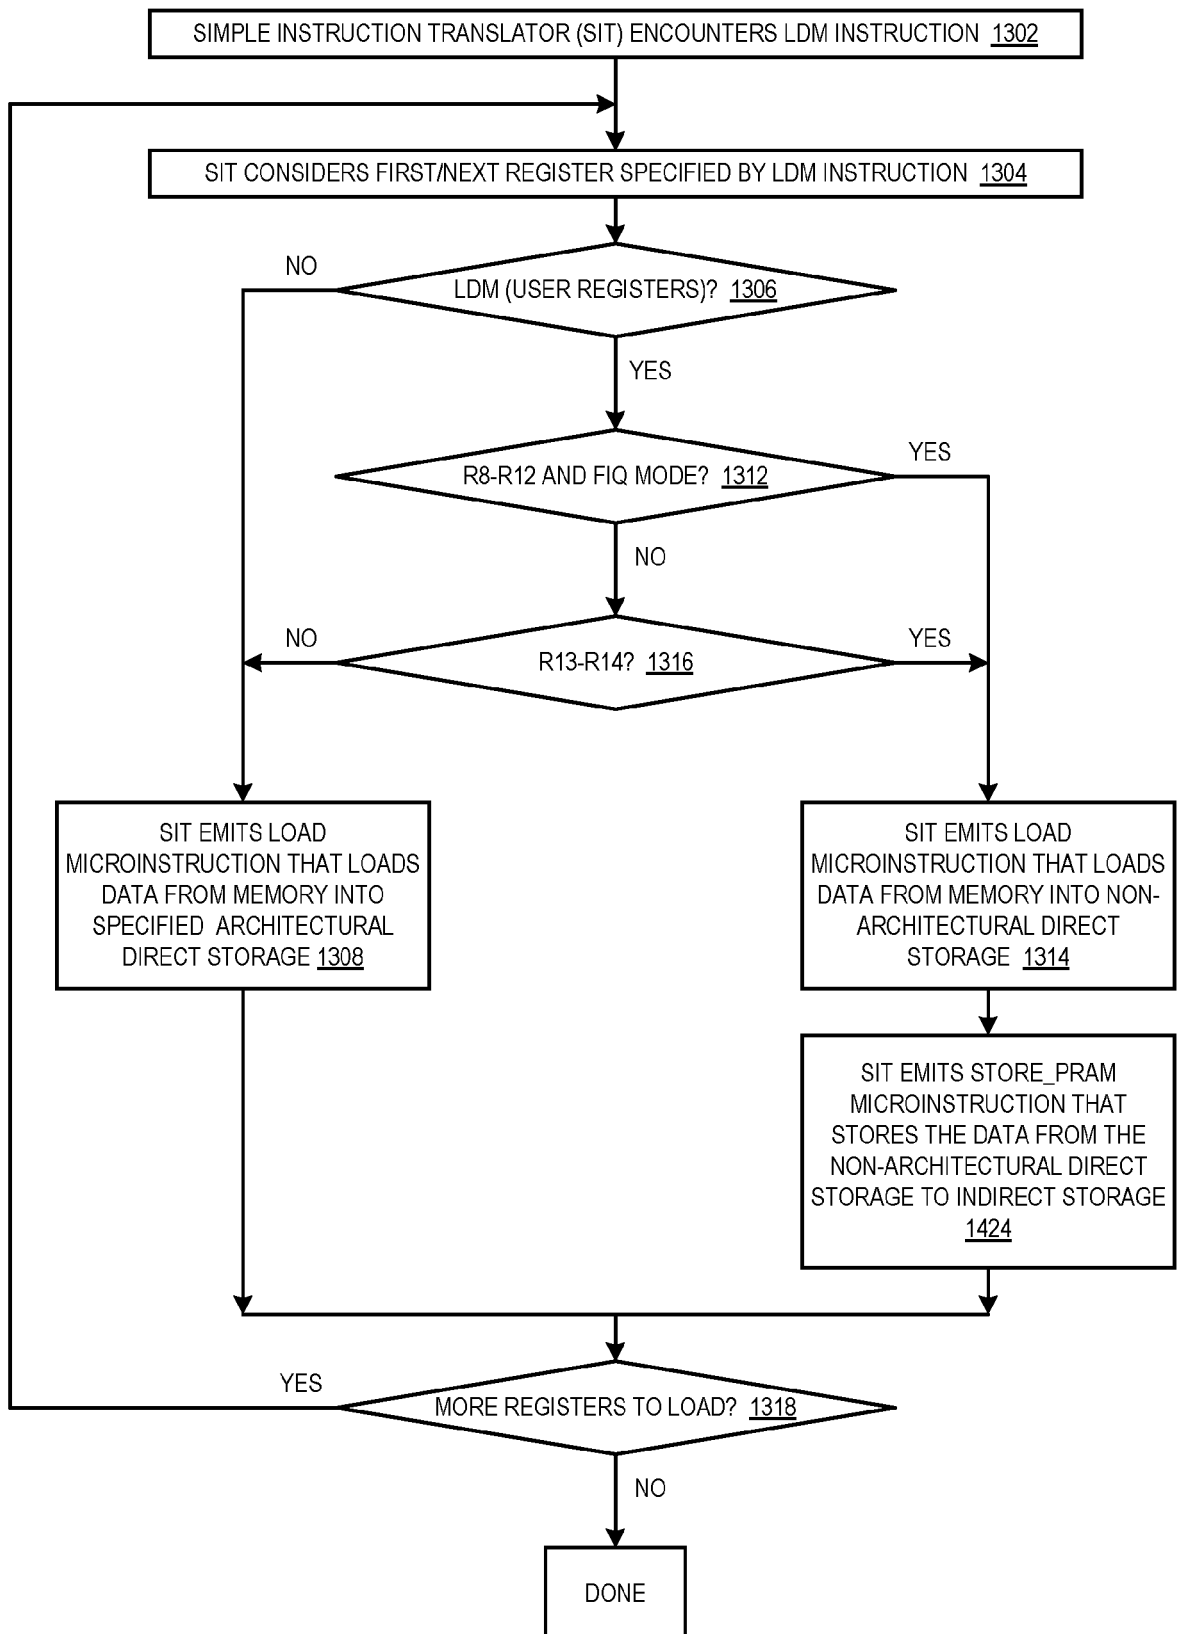 SIMPLE INSTRUCTION TRANSLATOR (SIT) ENCOUNTERS LDM INSTRUCTION 1302
SIT CONSIDERS FIRST/NEXT REGISTER SPECIFIED BY LDM INSTRUCTION 1304
NO
LDM (USER REGISTERS)? 1306
YES
R8-R12 AND FIQ MODE? 1312
YES
NO
NO
R13-R14? 1316
YES
SIT EMITS LOAD
MICROINSTRUCTION THAT LOADS
DATA FROM MEMORY INTO
SPECIFIED ARCHITECTURAL
DIRECT STORAGE 1308
SIT EMITS LOAD
MICROINSTRUCTION THAT LOADS
DATA FROM MEMORY INTO NON-
ARCHITECTURAL DIRECT
STORAGE 1314
SIT EMITS STORE_PRAM
MICROINSTRUCTION THAT
STORES THE DATA FROM THE
NON-ARCHITECTURAL DIRECT
STORAGE TO INDIRECT STORAGE
1424
YES
MORE REGISTERS TO LOAD? 1318
NO
DONE